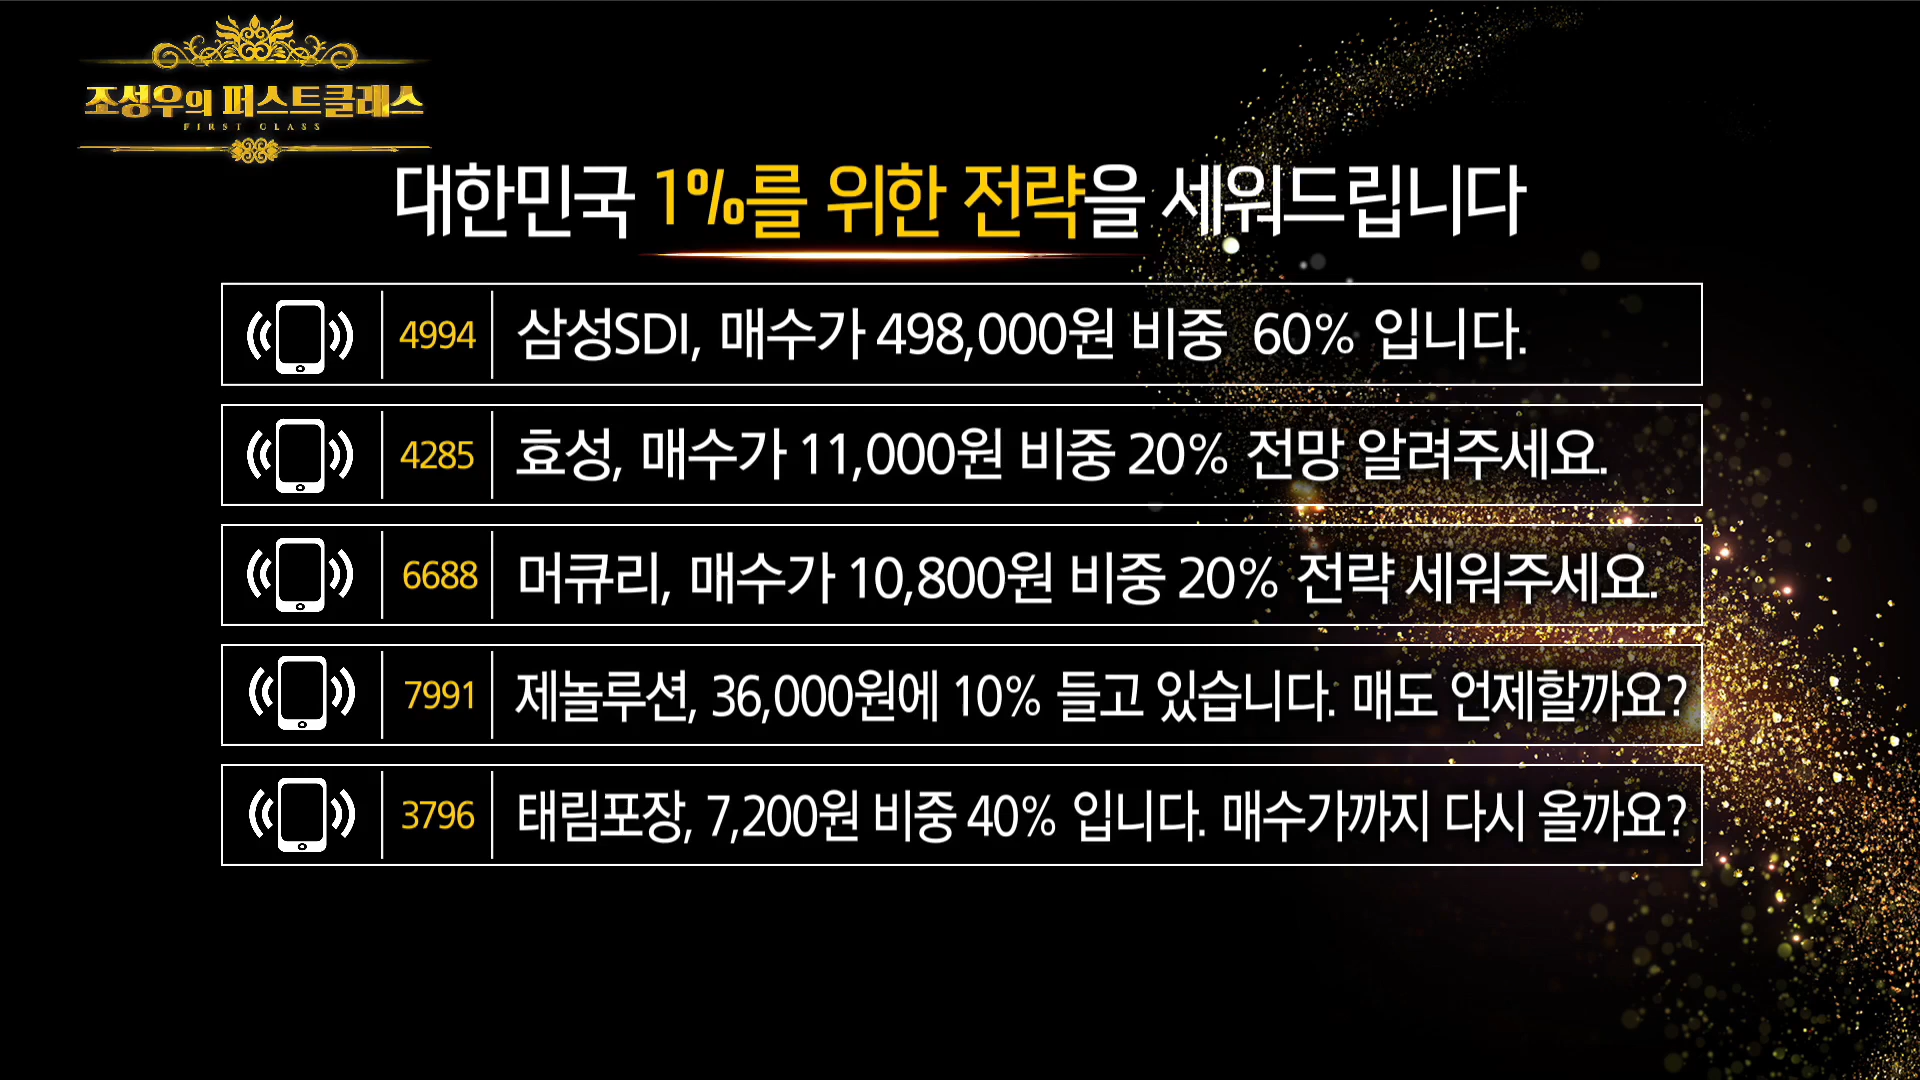 조성우의 퍼스트클래스
FIRST CLASS
대한민국 1%를 위한 전략을 세워드립니다
4994 삼성SDI, 매수가 498,000원 비중 60% 입니다.
4285 효성, 매수가 11,000원 비중 20% 전망 알려주세요.
6688 머큐리, 매수가 10,800원 비중 20% 전략 세워주세요.
7991 제놀루션, 36,000원에 10% 들고 있습니다. 매도 언제할까요?
3796 태림포장, 7,200원 비중 40% 입니다. 매수가까지 다시 올까요?